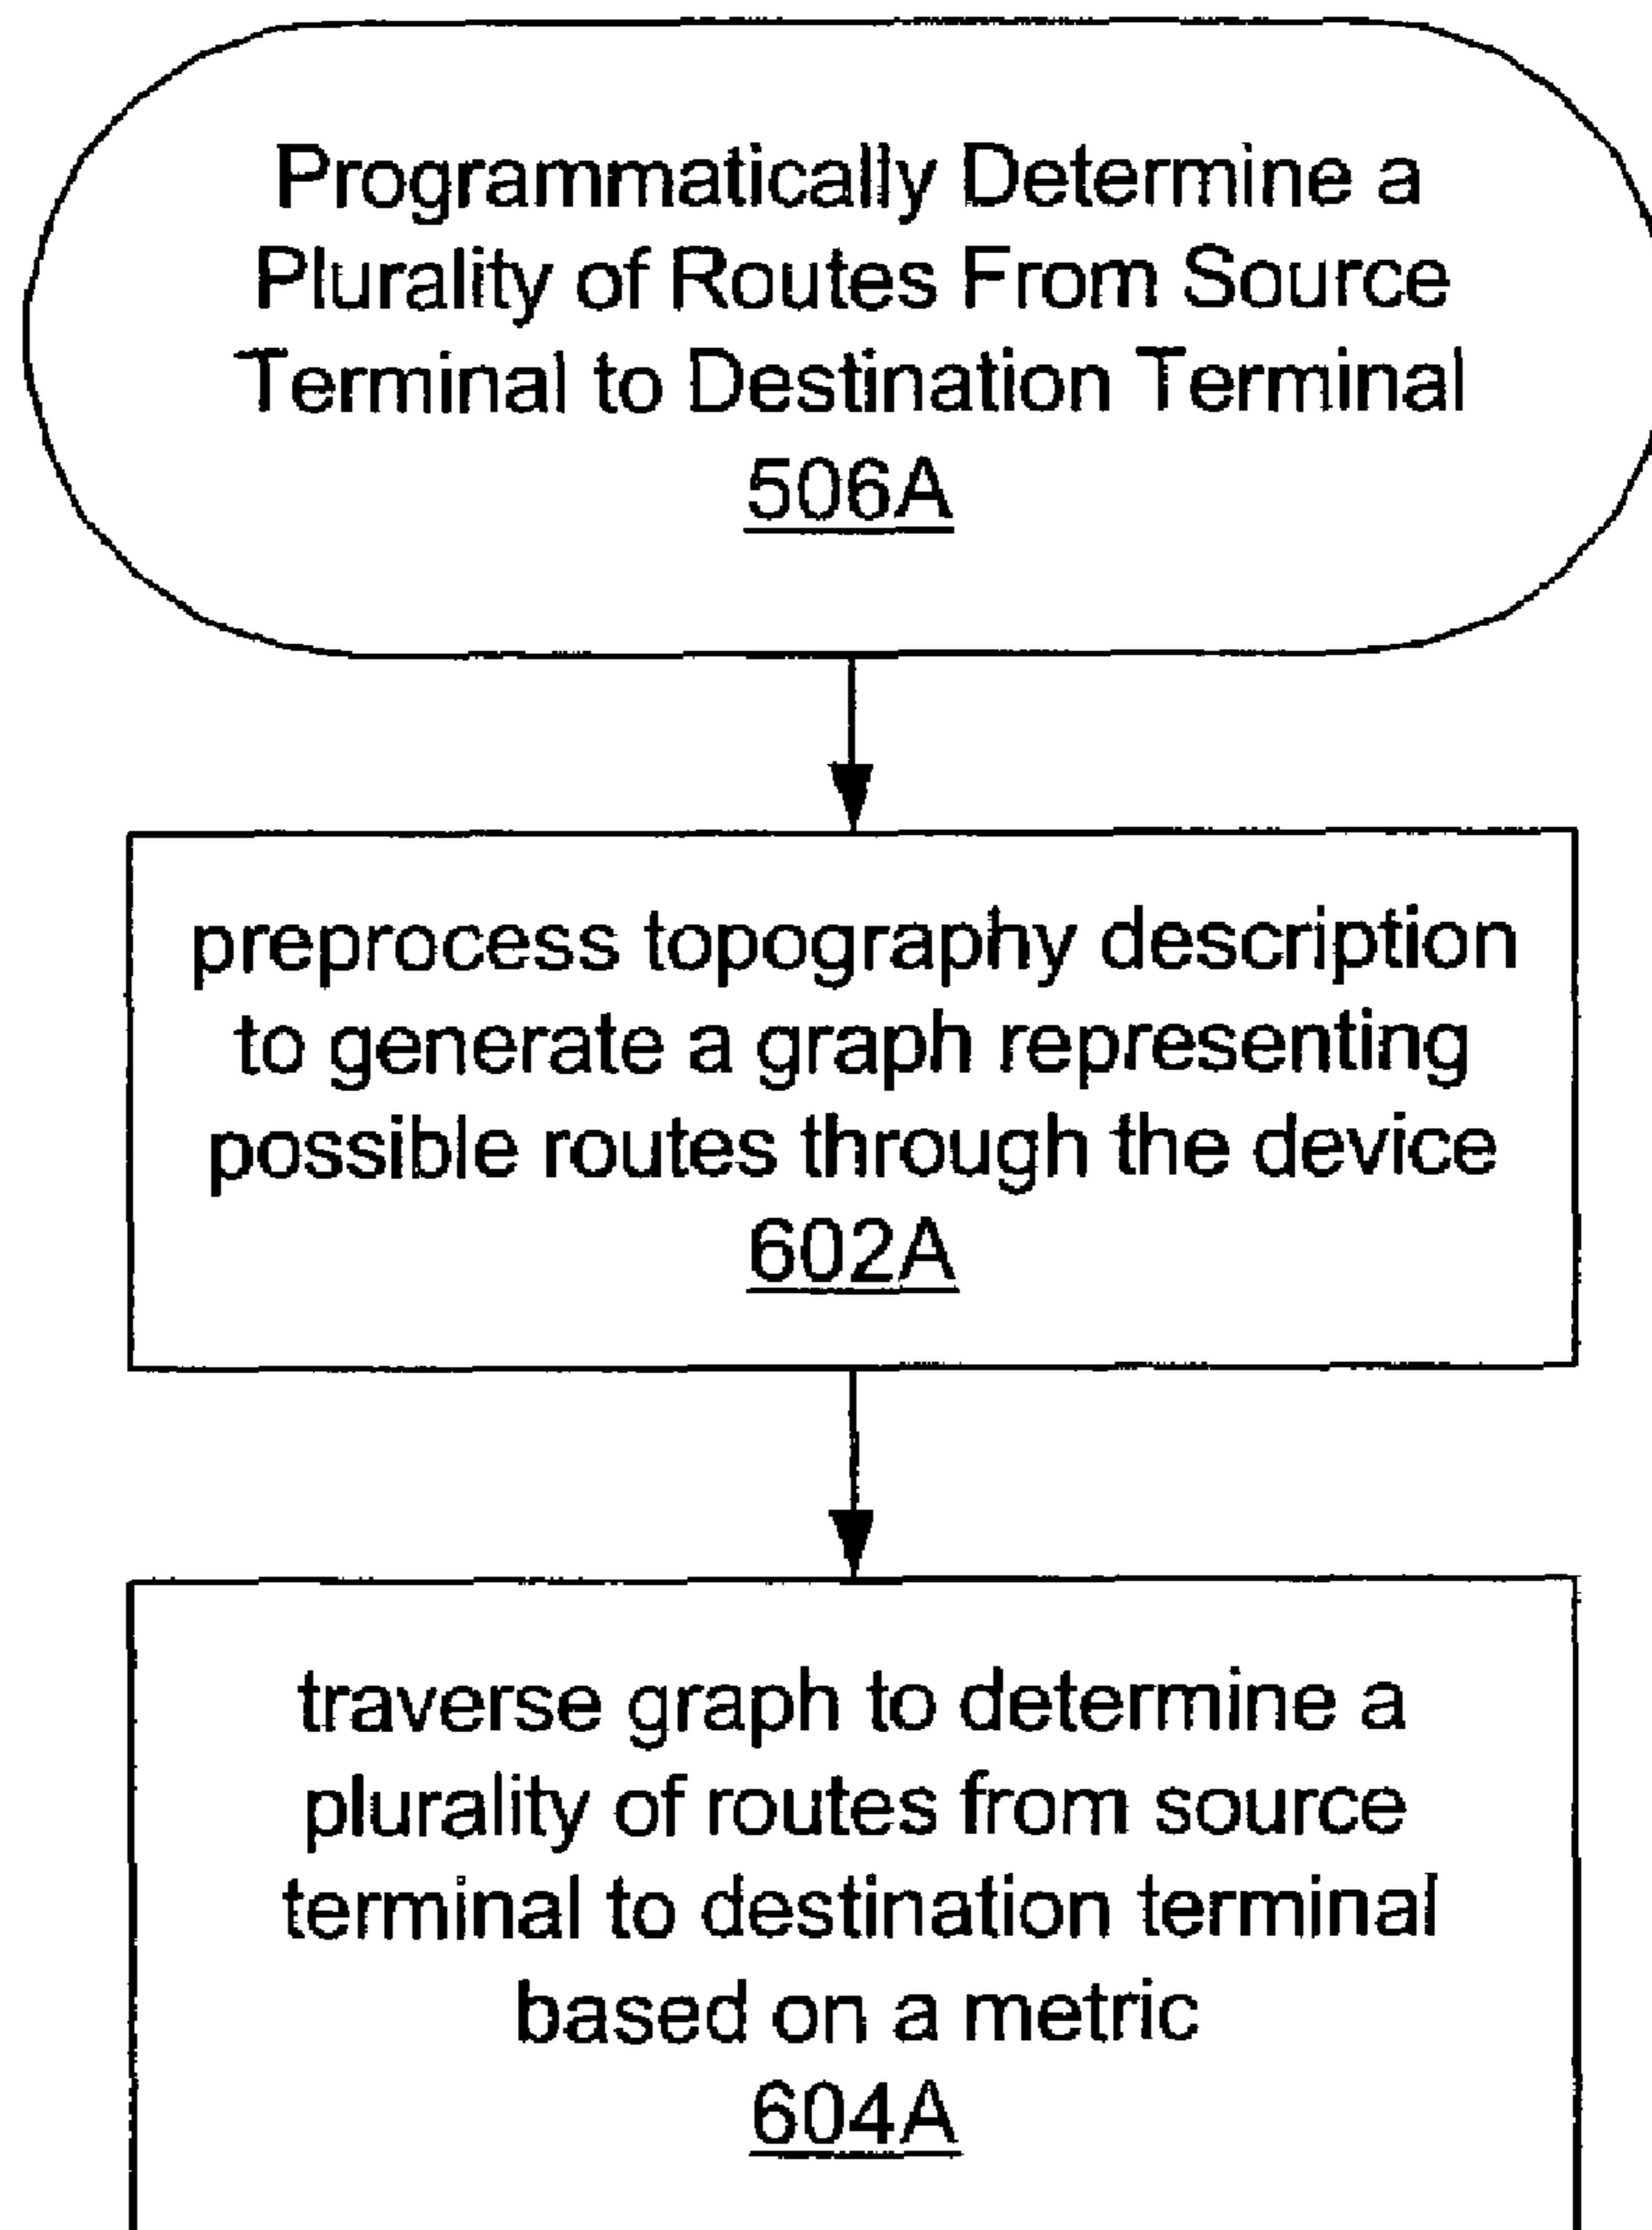 Programmatically Determine a
Plurality of Routes From Source
Terminal to Destination Terminal
506A
preprocess topography description
to generate a graph representing
possible routes through the device
602A
traverse graph to determine a
plurality of routes from source
terminal to destination terminal
based on a metric
604A